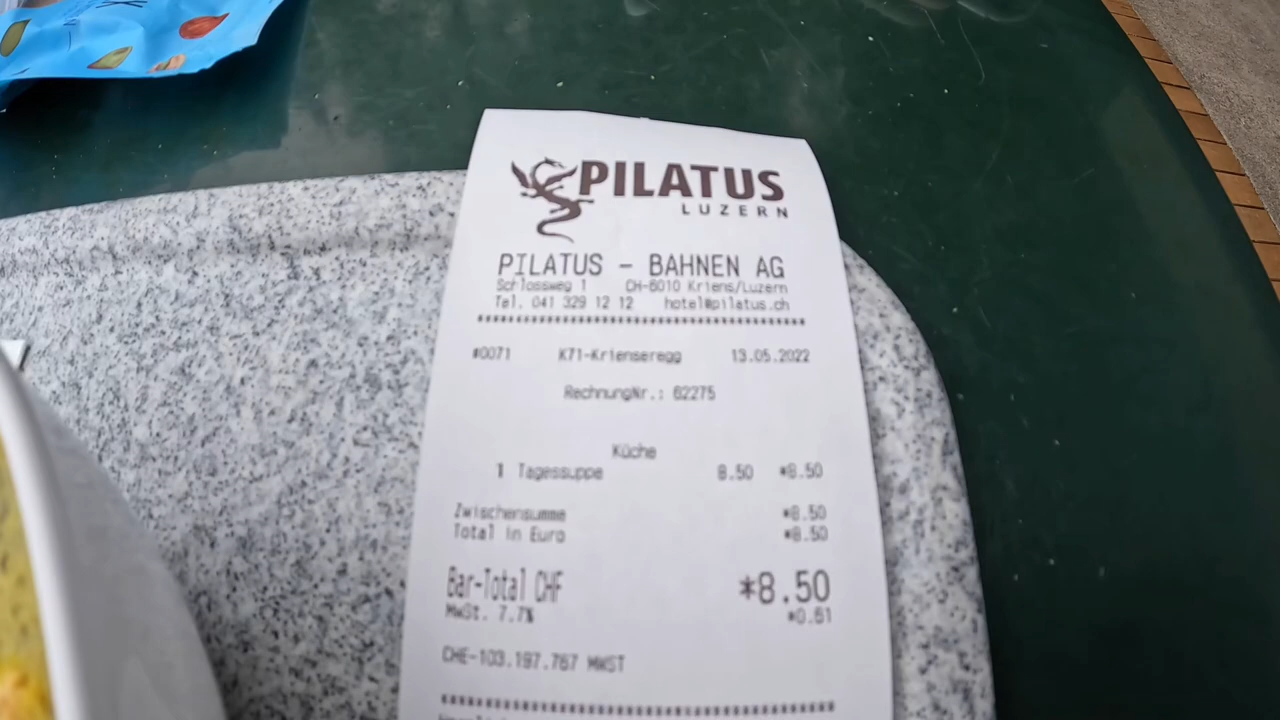 PILATUS
LUZERN
PILATUS - BAHNEN AG
Schlossweg 1 CH-6010 Kriens/Luzern
Tel. 041 329 12 12 hotel@pilatus.ch
#0071 K71-Krienseregg 13.05.2022
RechnungNr.: 62275
Küche
1 Tagessuppe 8.50 *8.50
Zwischensumme *8.50
Total in Euro *8.50
Bar-Total CHF *8.50
MwSt. 7.7% *0.61
CHE-103.197.767 MWST